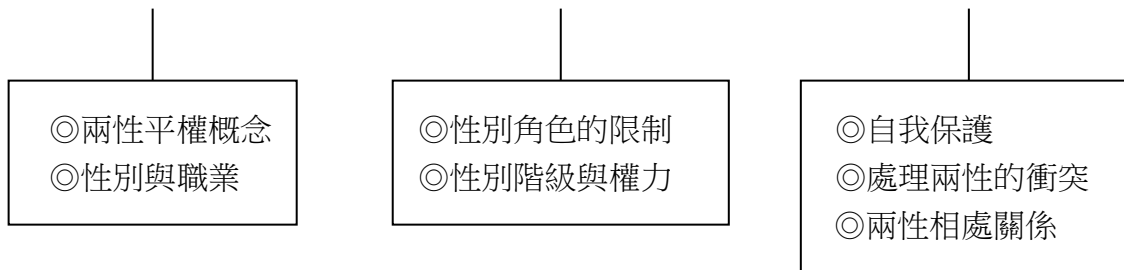 ◎兩性平權概念
◎性別與職業
◎性別角色的限制
◎性別階級與權力
◎自我保護
◎處理兩性的衝突
◎兩性相處關係